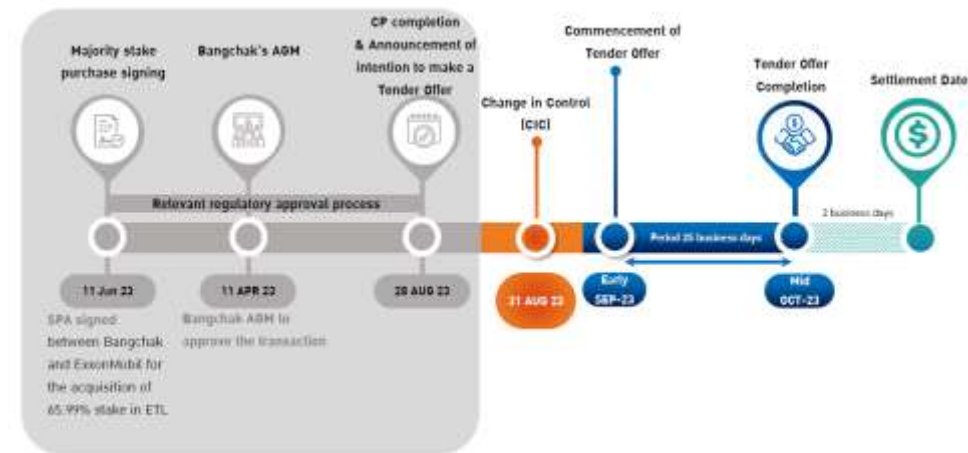 Majority stake
purchase signing
Bangchak's AGM
CP completion
& Announcement of
intention to make a
Tender Offer
Change in Control
(CIC)
Commencement of
Tender Offer
Tender Offer
Completion
Settlement Date
Relevant regulatory approval process
Period 25 business days
2 business days
11 Jun 23
11 APR 23
28 AUG 23
31 AUG 23
Early
SEP-23
Mid
OCT-23
SPA signed
between Bangchak
and ExxonMobil for
the acquisition of
65.99% stake in ETL
Bangchak AGM to
approve the transaction